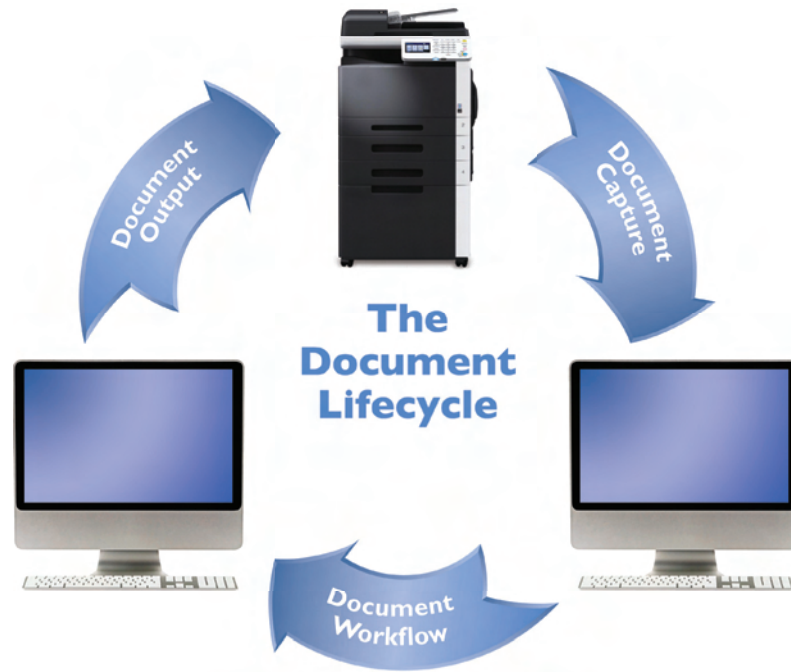 Document
Output
Document
Capture
The
Document
Lifecycle
Document
Workflow